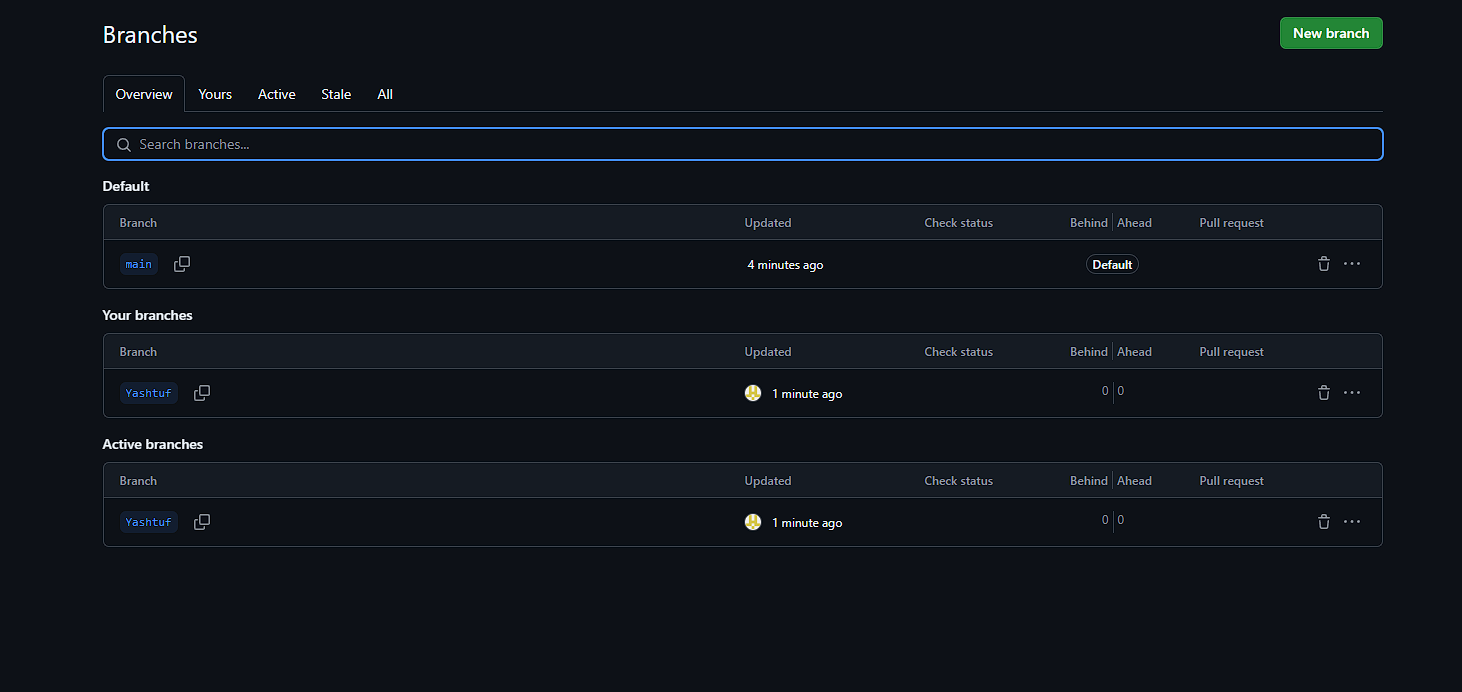 Branches
New branch
Overview Yours Active Stale All
Search branches...
Default
Branch Updated Check status Behind Ahead Pull request
main 4 minutes ago Default
Your branches
Branch Updated Check status Behind Ahead Pull request
Yashtuf 1 minute ago 0 0
Active branches
Branch Updated Check status Behind Ahead Pull request
Yashtuf 1 minute ago 0 0